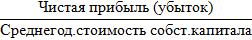 Чистая прибыль (убыток)
Среднегод.стоимость собст.капитала